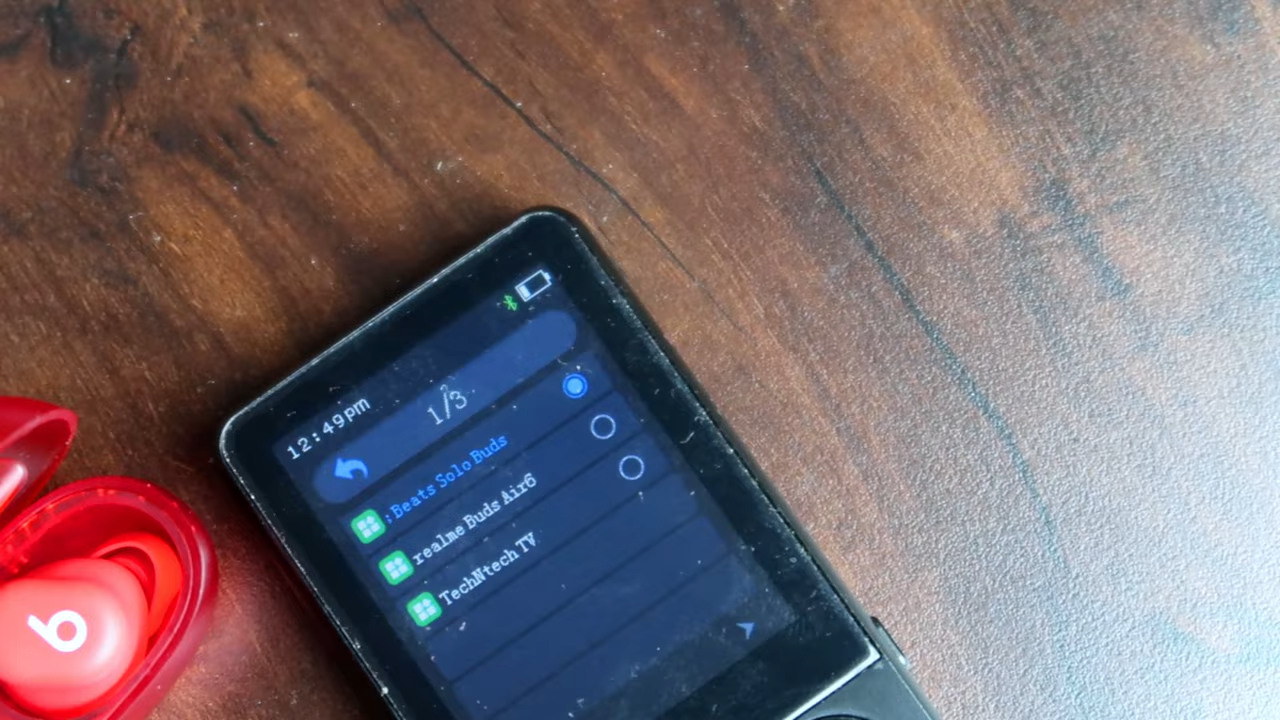 12:49pm
1/3
;Beats Solo Buds
realme Buds Air6
TechNtech TV
b